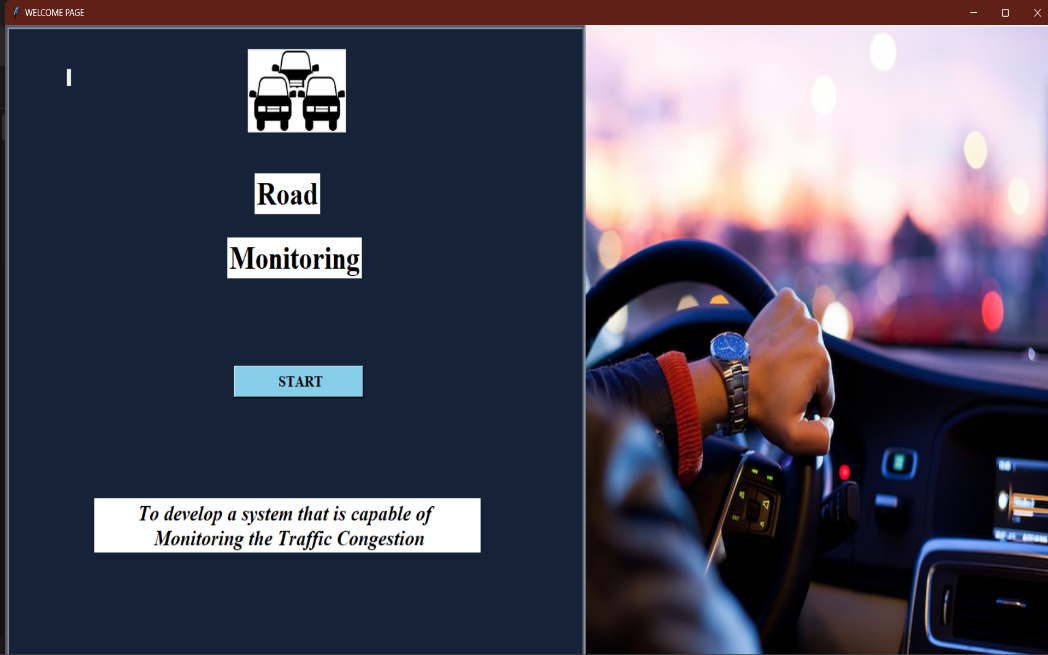 WELCOME PAGE
Road
Monitoring
START
To develop a system that is capable of
Monitoring the Traffic Congestion